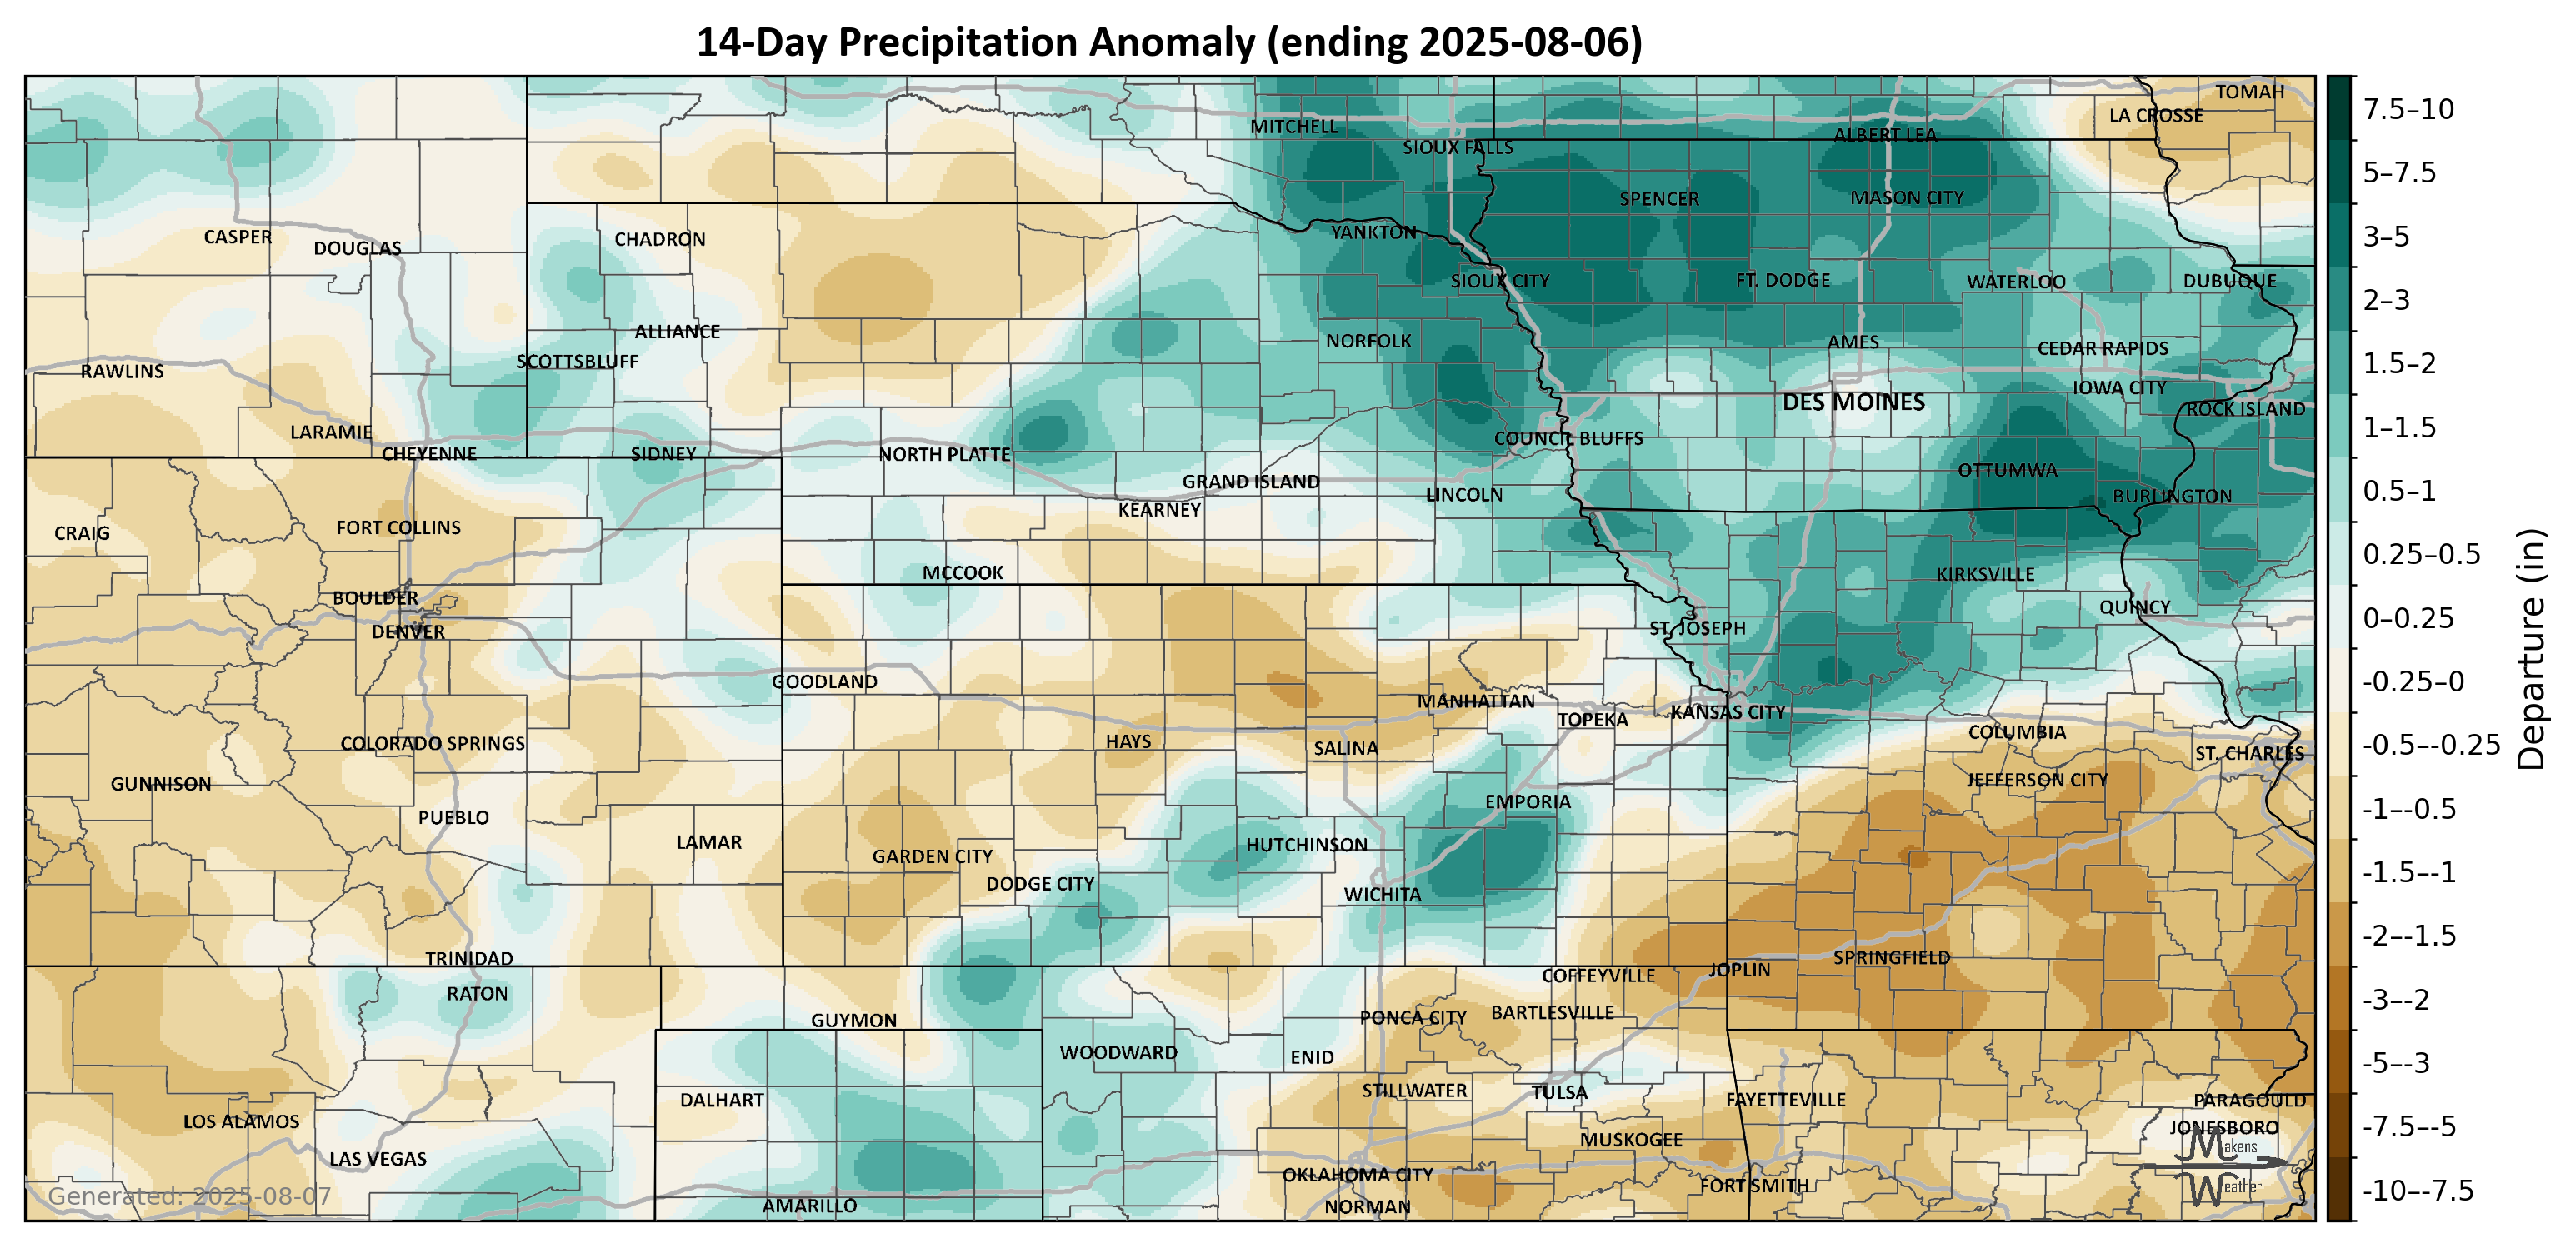 14-Day Precipitation Anomaly (ending 2025-08-06)
TOMAH
LA CROSSE
MITCHELL
ALBERT LEA
SIOUX FALLS
SPENCER
MASON CITY
YANKTON
CASPER
CHADRON
DOUGLAS
SIOUX CITY
FT. DODGE
WATERLOO
DUBUQUE
ALLIANCE
NORFOLK
AMES
CEDAR RAPIDS
SCOTTSBLUFF
RAWLINS
IOWA CITY
DES MOINES
ROCK ISLAND
LARAMIE
COUNCIL BLUFFS
CHEYENNE
SIDNEY
NORTH PLATTE
OTTUMWA
GRAND ISLAND
LINCOLN
BURLINGTON
KEARNEY
FORT COLLINS
CRAIG
MCCOOK
KIRKSVILLE
BOULDER
QUINCY
DENVER
ST. JOSEPH
GOODLAND
MANHATTAN
KANSAS CITY
TOPEKA
COLUMBIA
COLORADO SPRINGS
HAYS
SALINA
ST. CHARLES
GUNNISON
JEFFERSON CITY
EMPORIA
PUEBLO
LAMAR
HUTCHINSON
GARDEN CITY
DODGE CITY
WICHITA
TRINIDAD
SPRINGFIELD
JOPLIN
COFFEYVILLE
RATON
BARTLESVILLE
PONCA CITY
GUYMON
WOODWARD
ENID
STILLWATER
TULSA
DALHART
FAYETTEVILLE
PARAGOULD
LOS ALAMOS
JONESBORO
MUSKOGEE
LAS VEGAS
OKLAHOMA CITY
FORT SMITH
AMARILLO
NORMAN
Generated: 2025-08-07
Makens
Weather
7.5–10
5–7.5
3–5
2–3
1.5–2
1–1.5
0.5–1
0.25–0.5
0–0.25
-0.25–0
-0.5–-0.25
-1–-0.5
-1.5–-1
-2–-1.5
-3–-2
-5–-3
-7.5–-5
-10–-7.5
Departure (in)